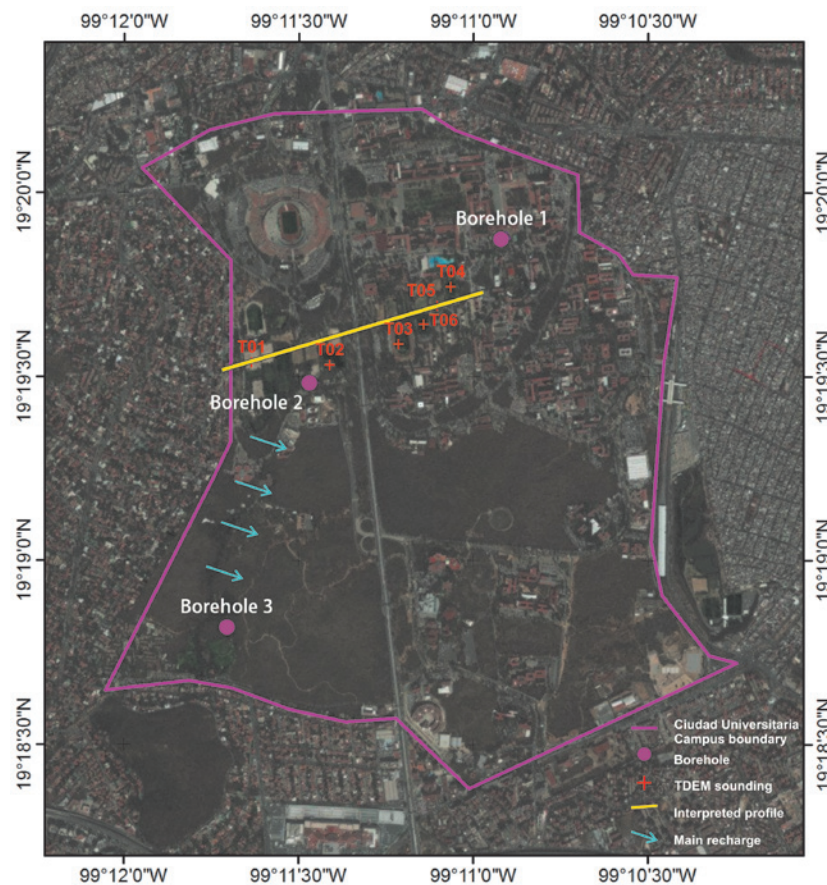 99°12'0"W 99°11'30"W 99°11'0"W 99°10'30"W
19°20'0"N 19°20'0"N
Borehole 1
T04
T05
T06
T03
T01 T02
19°19'30"N 19°19'30"N
Borehole 2
19°19'0"N 19°19'0"N
Borehole 3
19°18'30"N 19°18'30"N
Ciudad Universitaria
Campus boundary
Borehole
TDEM sounding
Interpreted profile
Main recharge
99°12'0"W 99°11'30"W 99°11'0"W 99°10'30"W